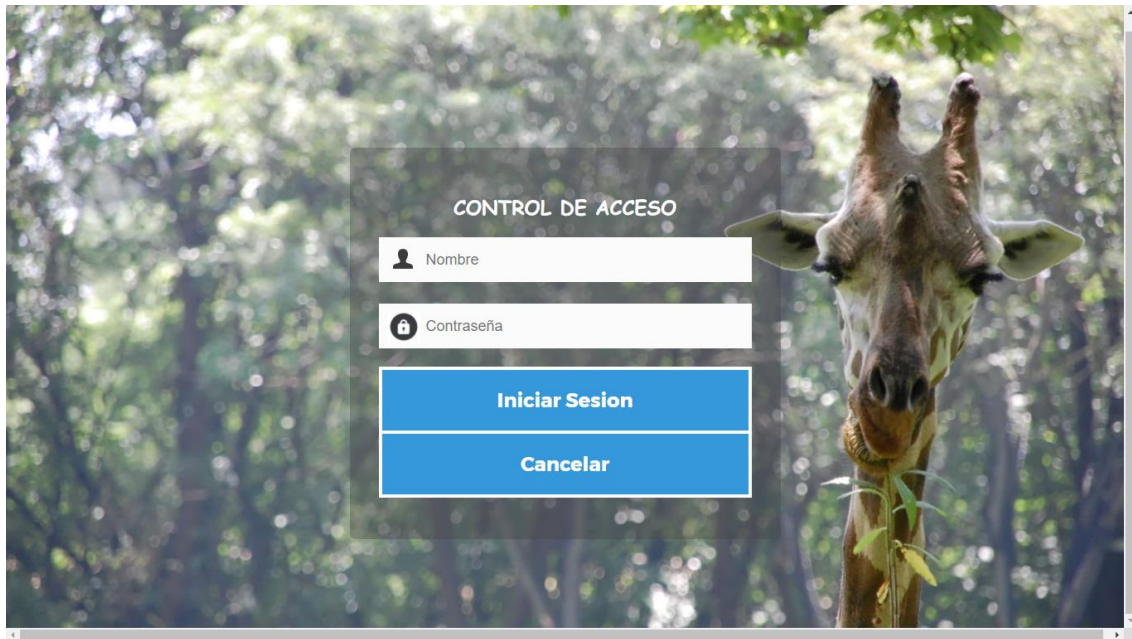 CONTROL DE ACCESO
Nombre
Contraseña
Iniciar Sesion
Cancelar